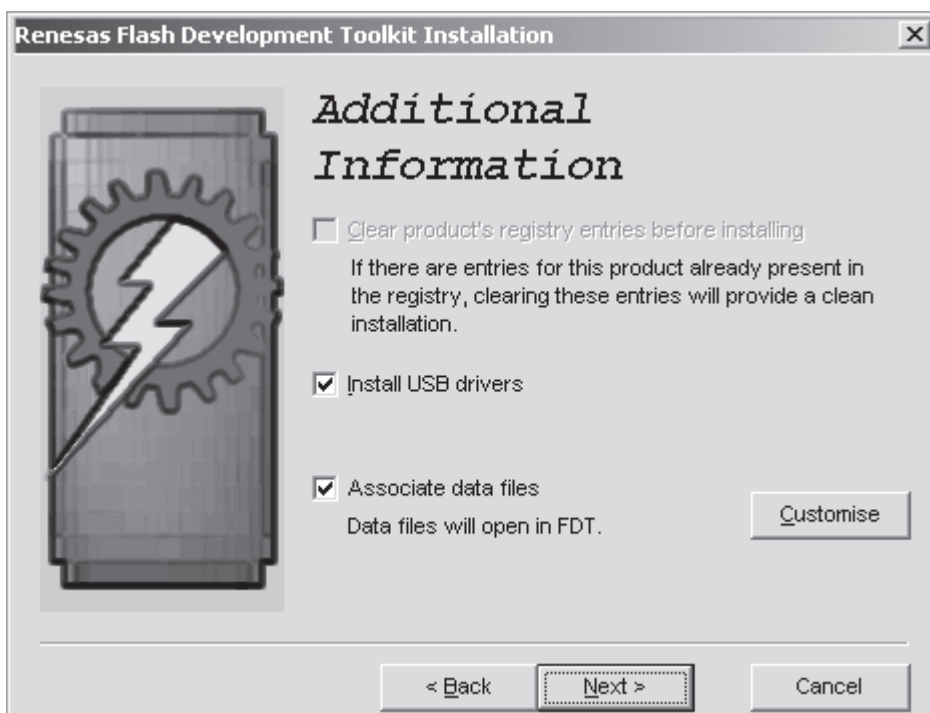 Renesas Flash Development Toolkit Installation
Additional
Information
Clear product's registry entries before installing
If there are entries for this product already present in
the registry, clearing these entries will provide a clean
installation.
Install USB drivers
Associate data files
Data files will open in FDT.
Customise
< Back
Next >
Cancel